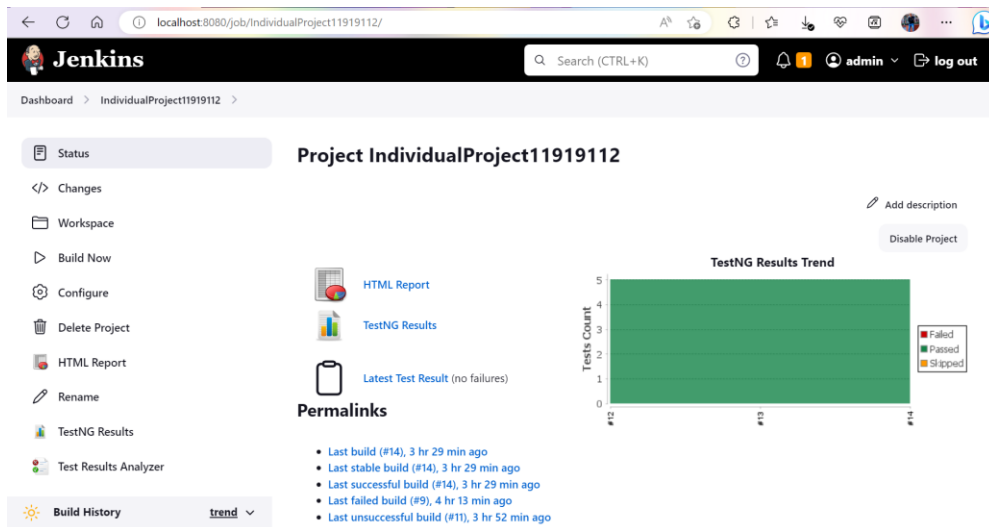 localhost:8080/job/IndividualProject11919112/
Jenkins
Search (CTRL+K)
1
admin
log out
Dashboard > IndividualProject11919112 >
Status
Changes
Workspace
Build Now
Configure
Delete Project
HTML Report
Rename
TestNG Results
Test Results Analyzer
Build History
trend
Project IndividualProject11919112
Add description
Disable Project
HTML Report
TestNG Results
Latest Test Result (no failures)
TestNG Results Trend
Tests Count
5
4
3
2
1
0
#12
#13
#14
Failed
Passed
Skipped
Permalinks
Last build (#14), 3 hr 29 min ago
Last stable build (#14), 3 hr 29 min ago
Last successful build (#14), 3 hr 29 min ago
Last failed build (#9), 4 hr 13 min ago
Last unsuccessful build (#11), 3 hr 52 min ago